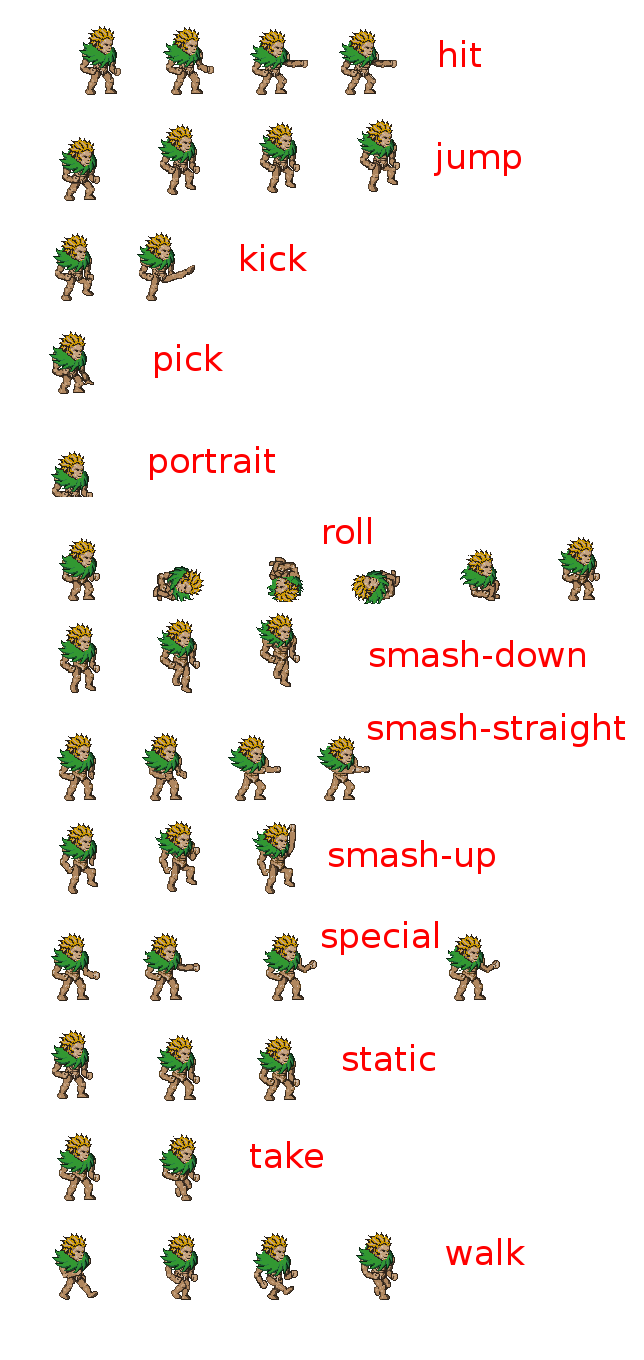 hit
jump
kick
pick
portrait
roll
smash-down
smash-straight
smash-up
special
static
take
walk